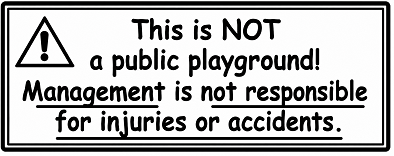 This is NOT
a public playground!
Management is not responsible
for injuries or accidents.